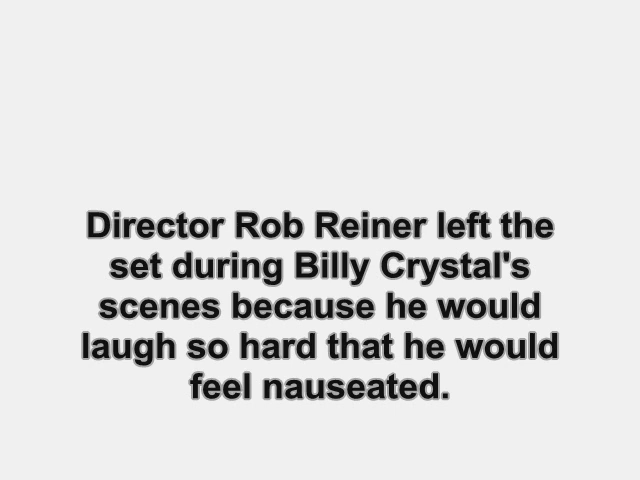 Director Rob Reiner left the
set during Billy Crystal's
scenes because he would
laugh so hard that he would
feel nauseated.